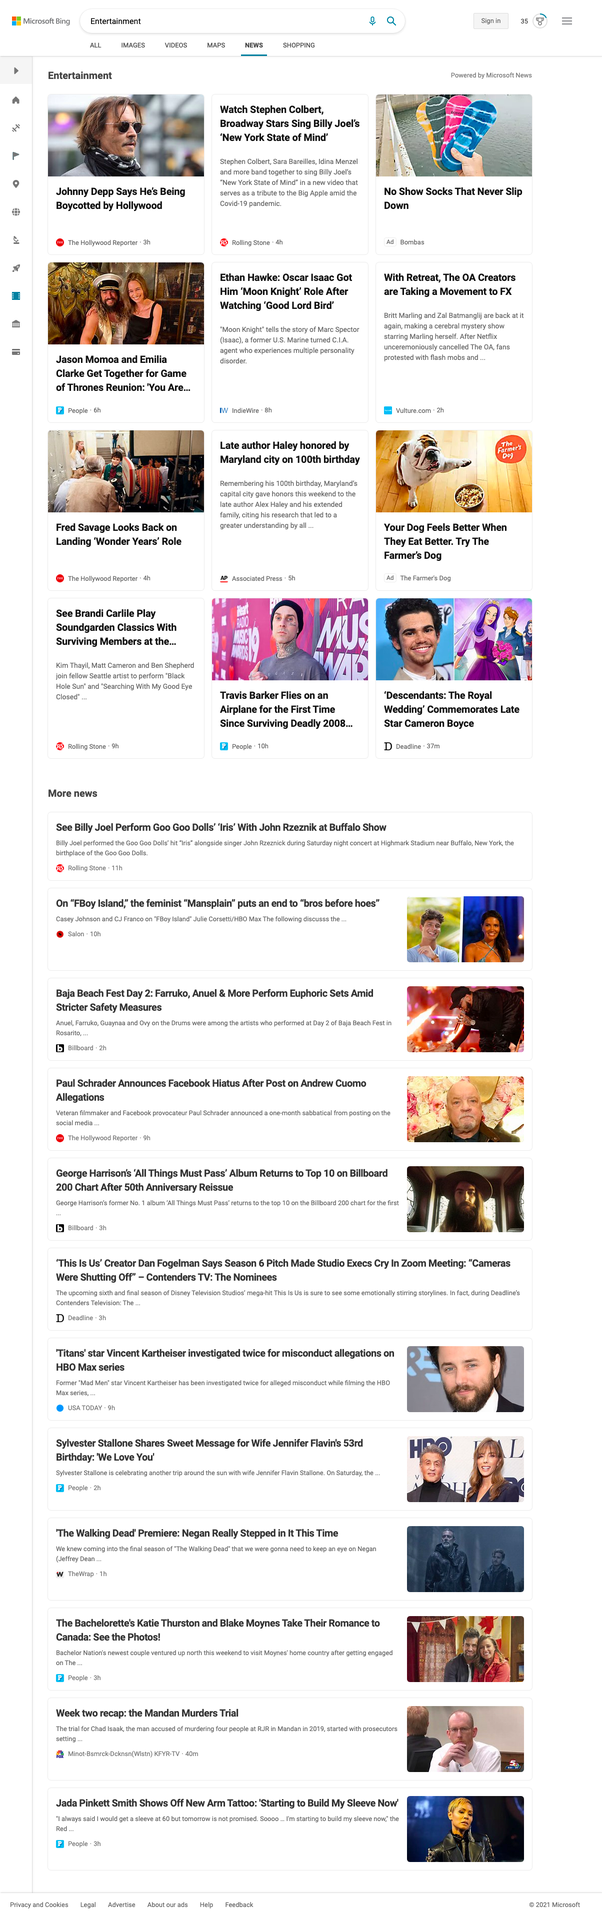 Microsoft Bing
Entertainment
Sign in
35
ALL
IMAGES
VIDEOS
MAPS
NEWS
SHOPPING
Entertainment
Powered by Microsoft News
Johnny Depp Says He's Being
Boycotted by Hollywood
The Hollywood Reporter · 3h
Watch Stephen Colbert,
Broadway Stars Sing Billy Joel's
'New York State of Mind'
Stephen Colbert, Sara Bareilles, Idina Menzel
and more band together to sing Billy Joel's
"New York State of Mind" in a new video that
serves as a tribute to the Big Apple amid the
Covid-19 pandemic.
Rolling Stone · 4h
No Show Socks That Never Slip
Down
Ad Bombas
Jason Momoa and Emilia
Clarke Get Together for Game
of Thrones Reunion: 'You Are...
People · 6h
Ethan Hawke: Oscar Isaac Got
Him 'Moon Knight' Role After
Watching 'Good Lord Bird'
"Moon Knight" tells the story of Marc Spector
(Isaac), a former U.S. Marine turned C.I.A.
agent who experiences multiple personality
disorder.
IW IndieWire · 8h
With Retreat, The OA Creators
are Taking a Movement to FX
Britt Marling and Zal Batmanglij are back at it
again, making a cerebral mystery show
starring Marling herself. After Netflix
unceremoniously cancelled The OA, fans
protested with flash mobs and ...
Vulture.com · 2h
Fred Savage Looks Back on
Landing 'Wonder Years' Role
The Hollywood Reporter · 4h
Late author Haley honored by
Maryland city on 100th birthday
Remembering his 100th birthday, Maryland's
capital city gave honors this weekend to the
late author Alex Haley and his extended
family, citing his research that led to a
greater understanding by all ...
AP Associated Press · 5h
The
Farmer's
Dog
Your Dog Feels Better When
They Eat Better. Try The
Farmer's Dog
Ad The Farmer's Dog
See Brandi Carlile Play
Soundgarden Classics With
Surviving Members at the...
Kim Thayil, Matt Cameron and Ben Shepherd
join fellow Seattle artist to perform "Black
Hole Sun" and "Searching With My Good Eye
Closed" ...
Rolling Stone · 9h
Travis Barker Flies on an
Airplane for the First Time
Since Surviving Deadly 2008...
People · 10h
'Descendants: The Royal
Wedding' Commemorates Late
Star Cameron Boyce
Deadline · 37m
More news
See Billy Joel Perform Goo Goo Dolls' 'Iris' With John Rzeznik at Buffalo Show
Billy Joel performed the Goo Goo Dolls' hit "Iris" alongside singer John Rzeznik during Saturday night concert at Highmark Stadium near Buffalo, New York, the
birthplace of the Goo Goo Dolls.
Rolling Stone · 11h
On "FBoy Island," the feminist "Mansplain" puts an end to "bros before hoes"
Casey Johnson and CJ Franco on "FBoy Island" Julie Corsetti/HBO Max The following discusss the ...
Salon · 10h
Baja Beach Fest Day 2: Farruko, Anuel & More Perform Euphoric Sets Amid
Stricter Safety Measures
Anuel, Farruko, Guaynaa and Ovy on the Drums were among the artists who performed at Day 2 of Baja Beach Fest in
Rosarito, ...
Billboard · 2h
Paul Schrader Announces Facebook Hiatus After Post on Andrew Cuomo
Allegations
Veteran filmmaker and Facebook provocateur Paul Schrader announced a one-month sabbatical from posting on the
social media ...
The Hollywood Reporter · 9h
George Harrison's 'All Things Must Pass' Album Returns to Top 10 on Billboard
200 Chart After 50th Anniversary Reissue
George Harrison's former No. 1 album 'All Things Must Pass' returns to the top 10 on the Billboard 200 chart for the first
...
Billboard · 3h
'This Is Us' Creator Dan Fogelman Says Season 6 Pitch Made Studio Execs Cry In Zoom Meeting: "Cameras
Were Shutting Off" – Contenders TV: The Nominees
The upcoming sixth and final season of Disney Television Studios' mega-hit This Is Us is sure to see some emotionally stirring storylines. In fact, during Deadline's
Contenders Television: The ...
Deadline · 3h
'Titans' star Vincent Kartheiser investigated twice for misconduct allegations on
HBO Max series
Former "Mad Men" star Vincent Kartheiser has been investigated twice for alleged misconduct while filming the HBO
Max series, ...
USA TODAY · 9h
Sylvester Stallone Shares Sweet Message for Wife Jennifer Flavin's 53rd
Birthday: 'We Love You'
Sylvester Stallone is celebrating another trip around the sun with wife Jennifer Flavin Stallone. On Saturday, the ...
People · 2h
'The Walking Dead' Premiere: Negan Really Stepped in It This Time
We knew coming into the final season of "The Walking Dead" that we were gonna need to keep an eye on Negan
(Jeffrey Dean ...
TheWrap · 1h
The Bachelorette's Katie Thurston and Blake Moynes Take Their Romance to
Canada: See the Photos!
Bachelor Nation's newest couple ventured up north this weekend to visit Moynes' home country after getting engaged
on The ...
People · 3h
Week two recap: the Mandan Murders Trial
The trial for Chad Isaak, the man accused of murdering four people at RJR in Mandan in 2019, started with prosecutors
setting ...
Minot-Bsmrck-Dcknsn(Wlstn) KFYR-TV · 40m
Jada Pinkett Smith Shows Off New Arm Tattoo: 'Starting to Build My Sleeve Now'
"I always said I would get a sleeve at 60 but tomorrow is not promised. Soooo .. I'm starting to build my sleeve now," the
Red ...
People · 3h
Privacy and Cookies
Legal
Advertise
About our ads
Help
Feedback
© 2021 Microsoft